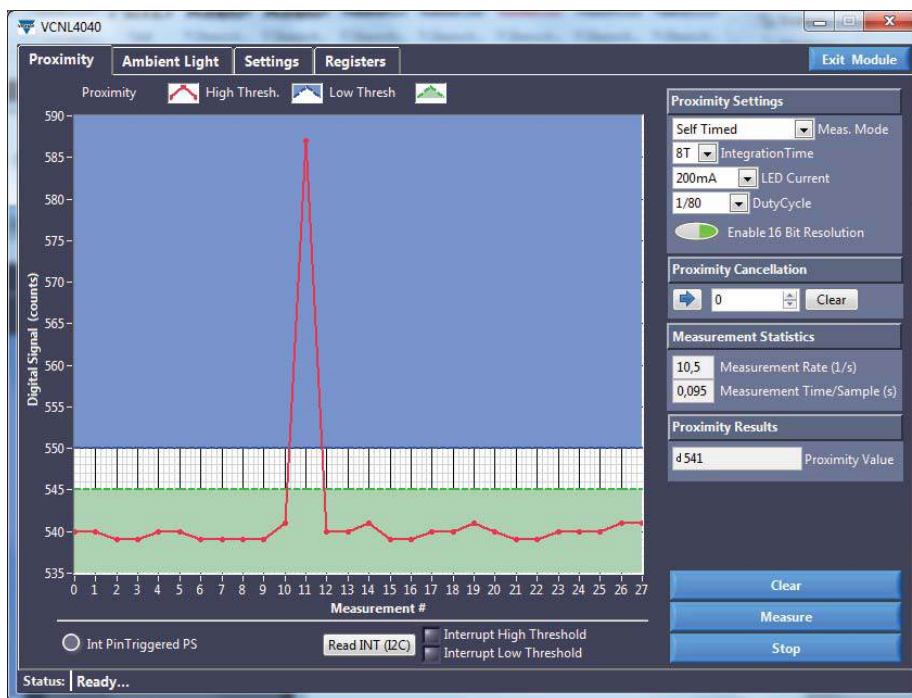 VCNL4040
Proximity Ambient Light Settings Registers Exit Module
Proximity High Thresh. Low Thresh
590
585
580
575
570
565
560
555
550
545
540
535
Digital Signal (counts)
0 1 2 3 4 5 6 7 8 9 10 11 12 13 14 15 16 17 18 19 20 21 22 23 24 25 26 27
Measurement #
Int PinTriggered PS
Read INT (I2C)
Interrupt High Threshold
Interrupt Low Threshold
Proximity Settings
Self Timed Meas. Mode
8T IntegrationTime
200mA LED Current
1/80 DutyCycle
Enable 16 Bit Resolution
Proximity Cancellation
0 Clear
Measurement Statistics
10,5 Measurement Rate (1/s)
0,095 Measurement Time/Sample (s)
Proximity Results
d 541 Proximity Value
Clear
Measure
Stop
Status: Ready...